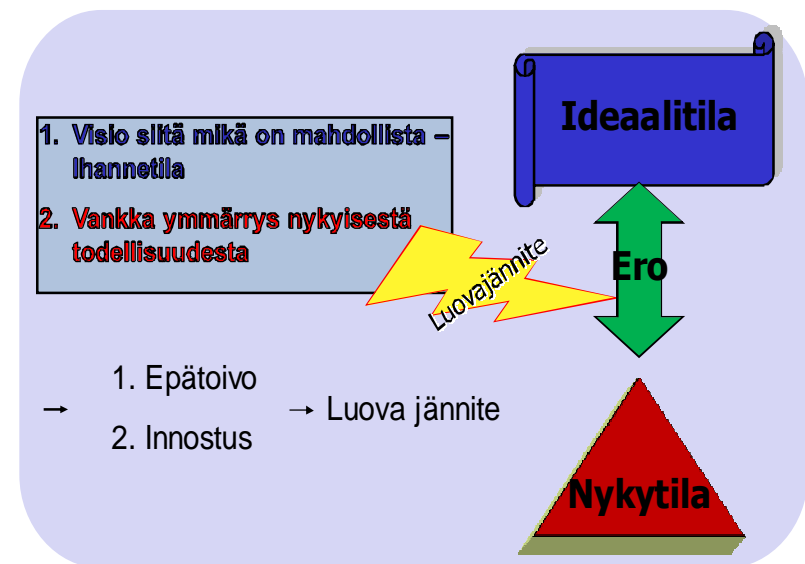 Ideaalitila
1. Visio siitä mikä on mahdollista –
Ihannetila
2. Vankka ymmärrys nykyisestä
todellisuudesta
Luovajännite
Ero
→ 1. Epätoivo
2. Innostus
→ Luova jännite
Nykytila